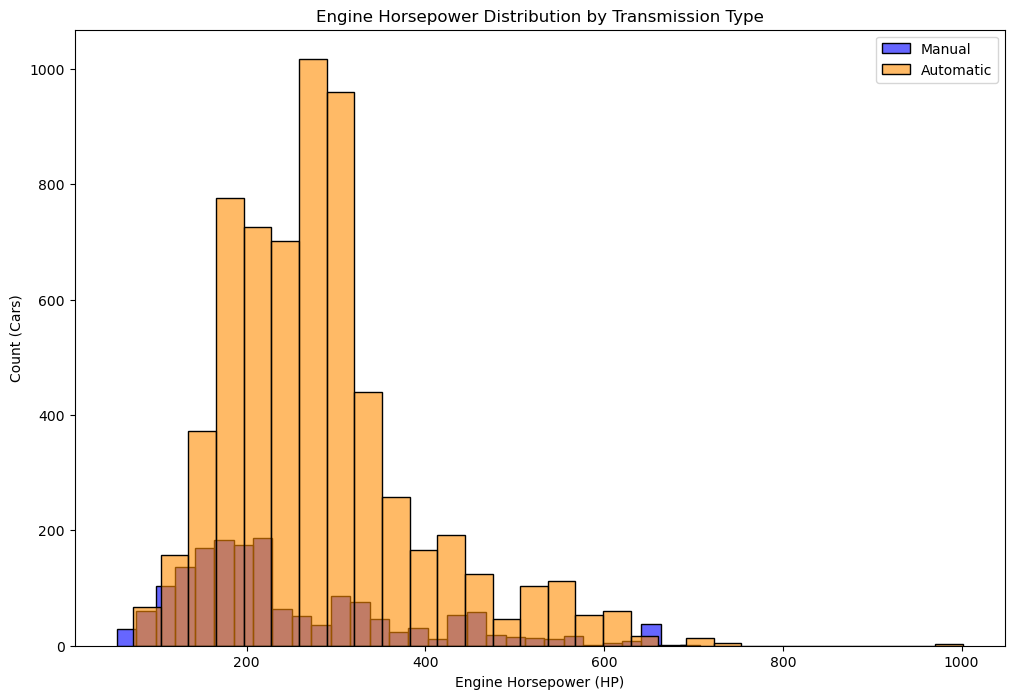 Engine Horsepower Distribution by Transmission Type
Manual
Automatic
1000
800
600
400
200
0
Count (Cars)
200
400
600
800
1000
Engine Horsepower (HP)